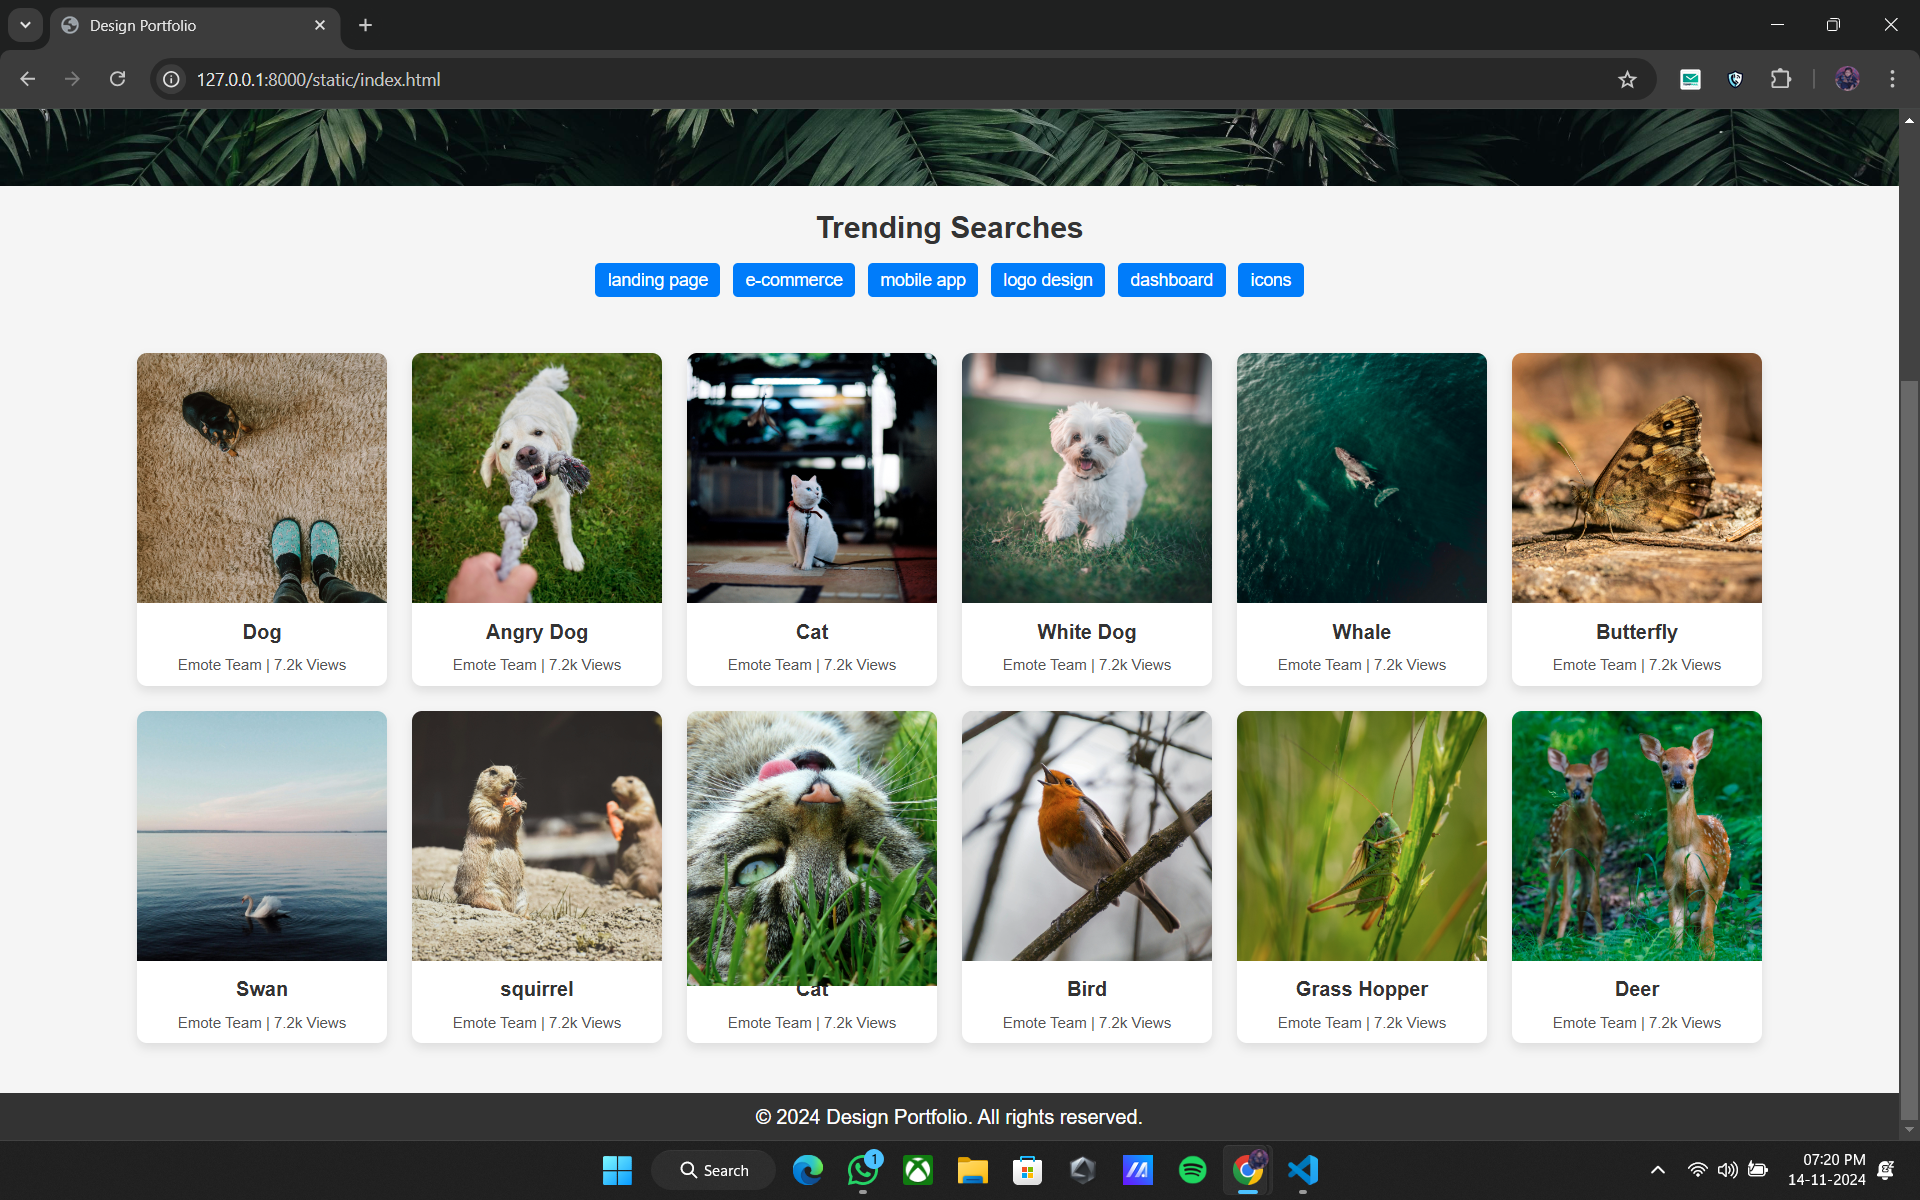 Design Portfolio
127.0.0.1:8000/static/index.html
Trending Searches
landing page e-commerce mobile app logo design dashboard icons
Dog Angry Dog Cat White Dog Whale Butterfly
Emote Team | 7.2k Views Emote Team | 7.2k Views Emote Team | 7.2k Views Emote Team | 7.2k Views Emote Team | 7.2k Views Emote Team | 7.2k Views
Swan squirrel Cat Bird Grass Hopper Deer
Emote Team | 7.2k Views Emote Team | 7.2k Views Emote Team | 7.2k Views Emote Team | 7.2k Views Emote Team | 7.2k Views Emote Team | 7.2k Views
© 2024 Design Portfolio. All rights reserved.
Search 1 07:20 PM
14-11-2024